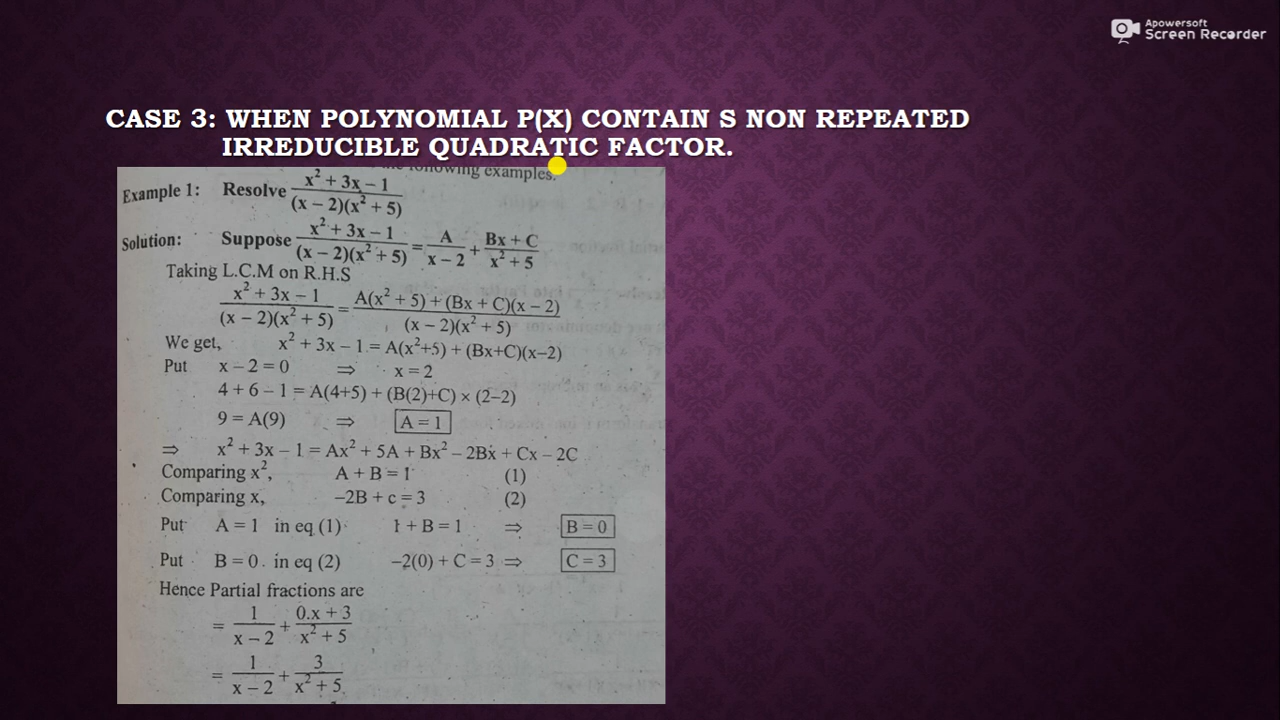 Apowersoft
Screen Recorder
CASE 3: WHEN POLYNOMIAL P(X) CONTAIN S NON REPEATED
IRREDUCIBLE QUADRATIC FACTOR.
following examples.
Example 1: Resolve (x² + 3x – 1)/((x – 2)(x² + 5))
Solution: Suppose (x² + 3x – 1)/((x – 2)(x² + 5)) = A/(x – 2) + (Bx + C)/(x² + 5)
Taking L.C.M on R.H.S
(x² + 3x – 1)/((x – 2)(x² + 5)) = (A(x² + 5) + (Bx + C)(x – 2))/((x – 2)(x² + 5))
We get, x² + 3x – 1 = A(x²+5) + (Bx+C)(x–2)
Put x – 2 = 0 ⇒ x = 2
4 + 6 – 1 = A(4+5) + (B(2)+C) × (2–2)
9 = A(9) ⇒ A = 1
⇒ x² + 3x – 1 = Ax² + 5A + Bx² – 2Bx + Cx – 2C
Comparing x², A + B = 1 (1)
Comparing x, –2B + c = 3 (2)
Put A = 1 in eq (1) 1 + B = 1 ⇒ B = 0
Put B = 0 in eq (2) –2(0) + C = 3 ⇒ C = 3
Hence Partial fractions are
= 1/(x – 2) + (0.x + 3)/(x² + 5)
= 1/(x – 2) + 3/(x² + 5)